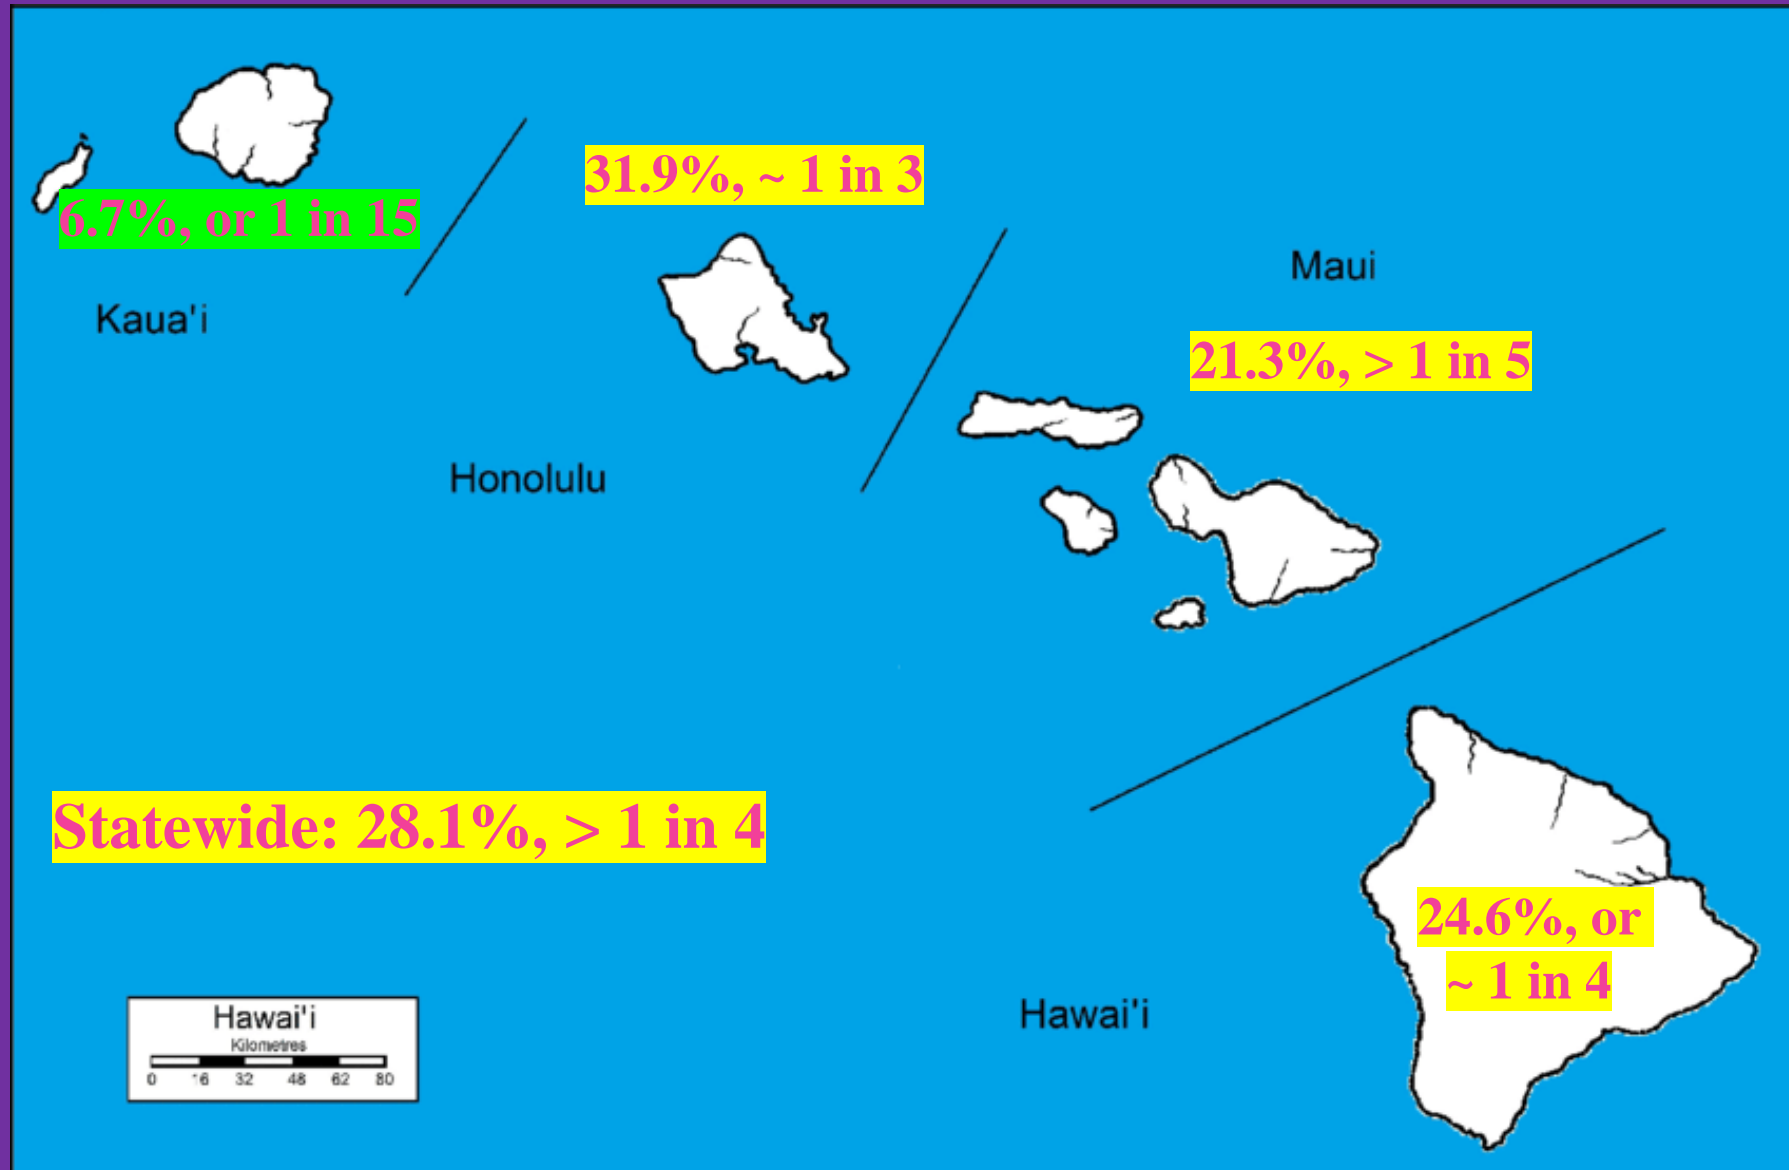 31.9%, ~ 1 in 3
6.7%, or 1 in 15
Maui
Kaua'i
21.3%, > 1 in 5
Honolulu
Statewide: 28.1%, > 1 in 4
24.6%, or
~ 1 in 4
Hawai'i
Hawai'i
Kilometres
0 16 32 48 62 80